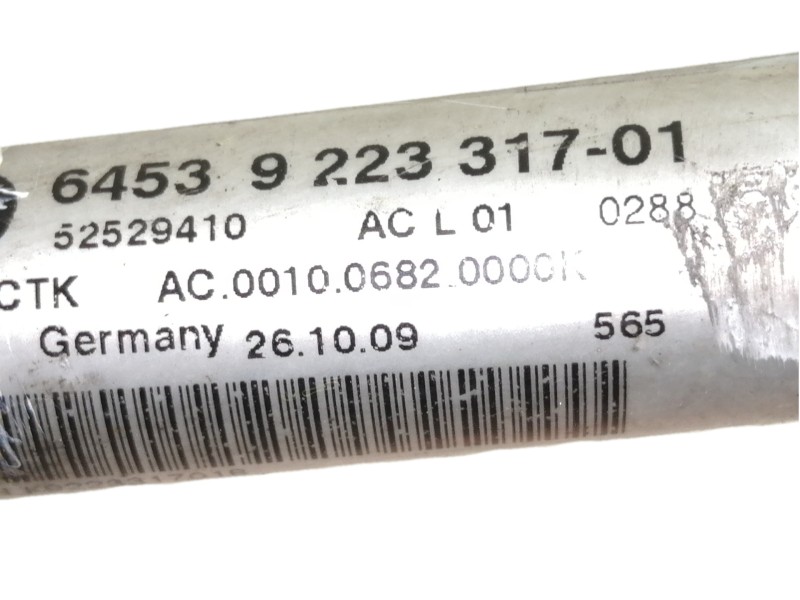 6453 9 223 317-01
52529410 AC L 01 0288
CTK AC.0010.0682.0000K
Germany 26.10.09 565